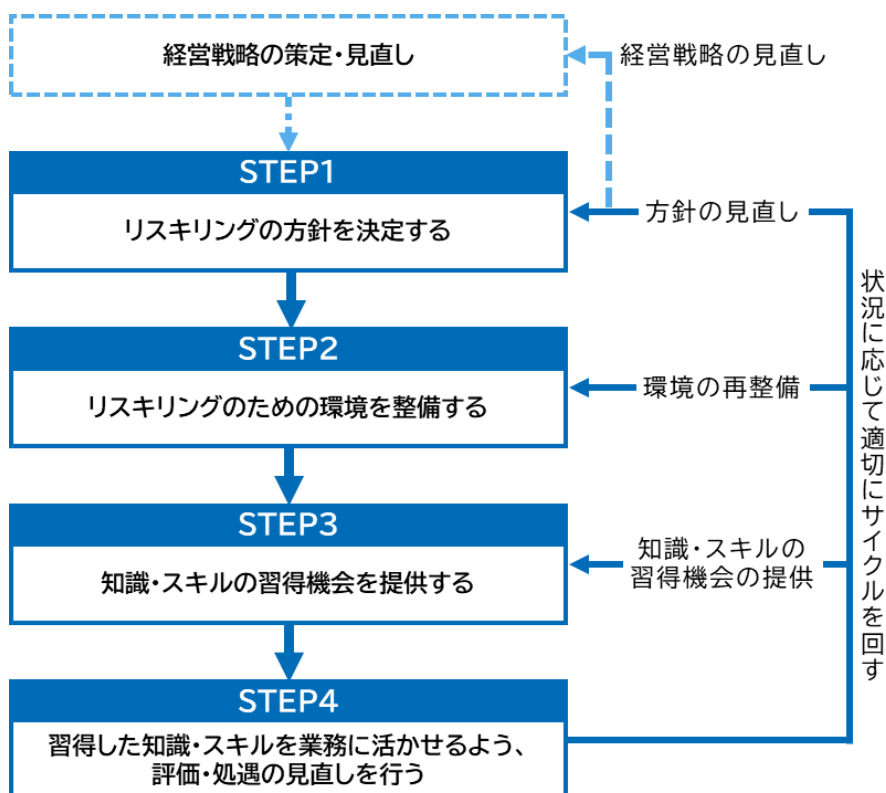 経営戦略の策定・見直し
経営戦略の見直し
STEP1
リスキリングの方針を決定する
方針の見直し
STEP2
リスキリングのための環境を整備する
環境の再整備
STEP3
知識・スキルの習得機会を提供する
知識・スキルの
習得機会の提供
STEP4
習得した知識・スキルを業務に活かせるよう、
評価・処遇の見直しを行う
状況に応じて適切にサイクルを回す